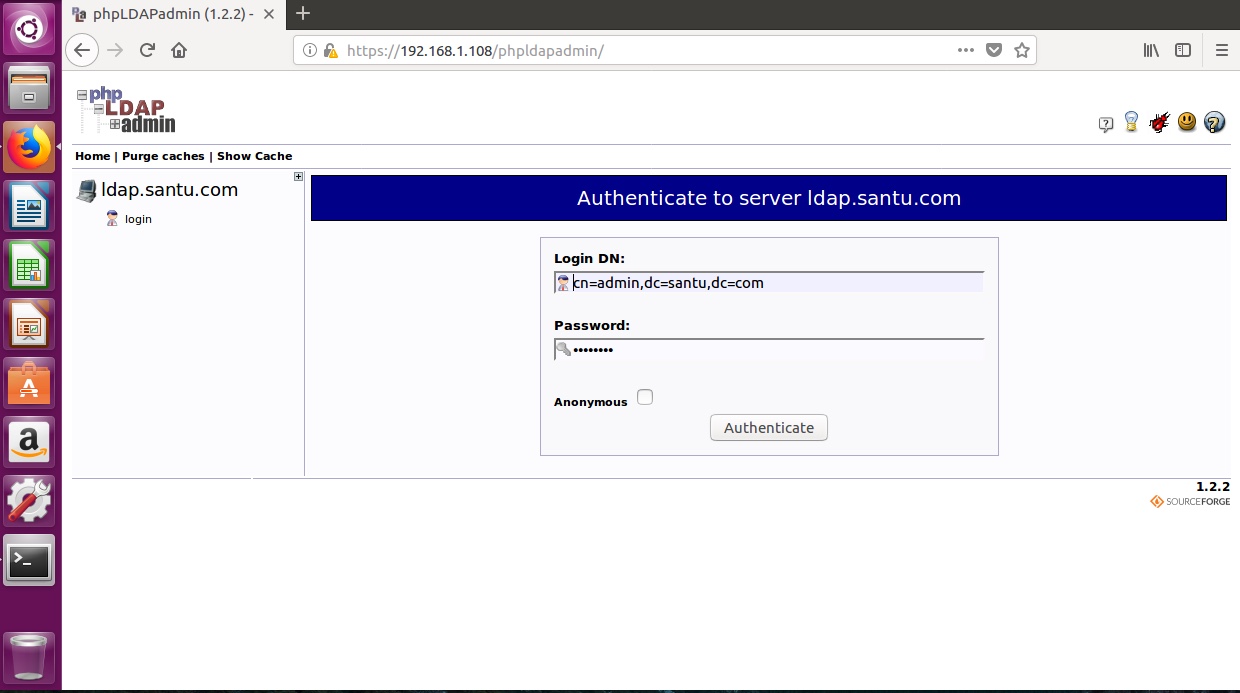 phpLDAPadmin (1.2.2) -
https://192.168.1.108/phpldapadmin/
php
LDAP
admin
Home | Purge caches | Show Cache
ldap.santu.com
login
Authenticate to server ldap.santu.com
Login DN:
cn=admin,dc=santu,dc=com
Password:
••••••••
Anonymous
Authenticate
1.2.2
SOURCEFORGE